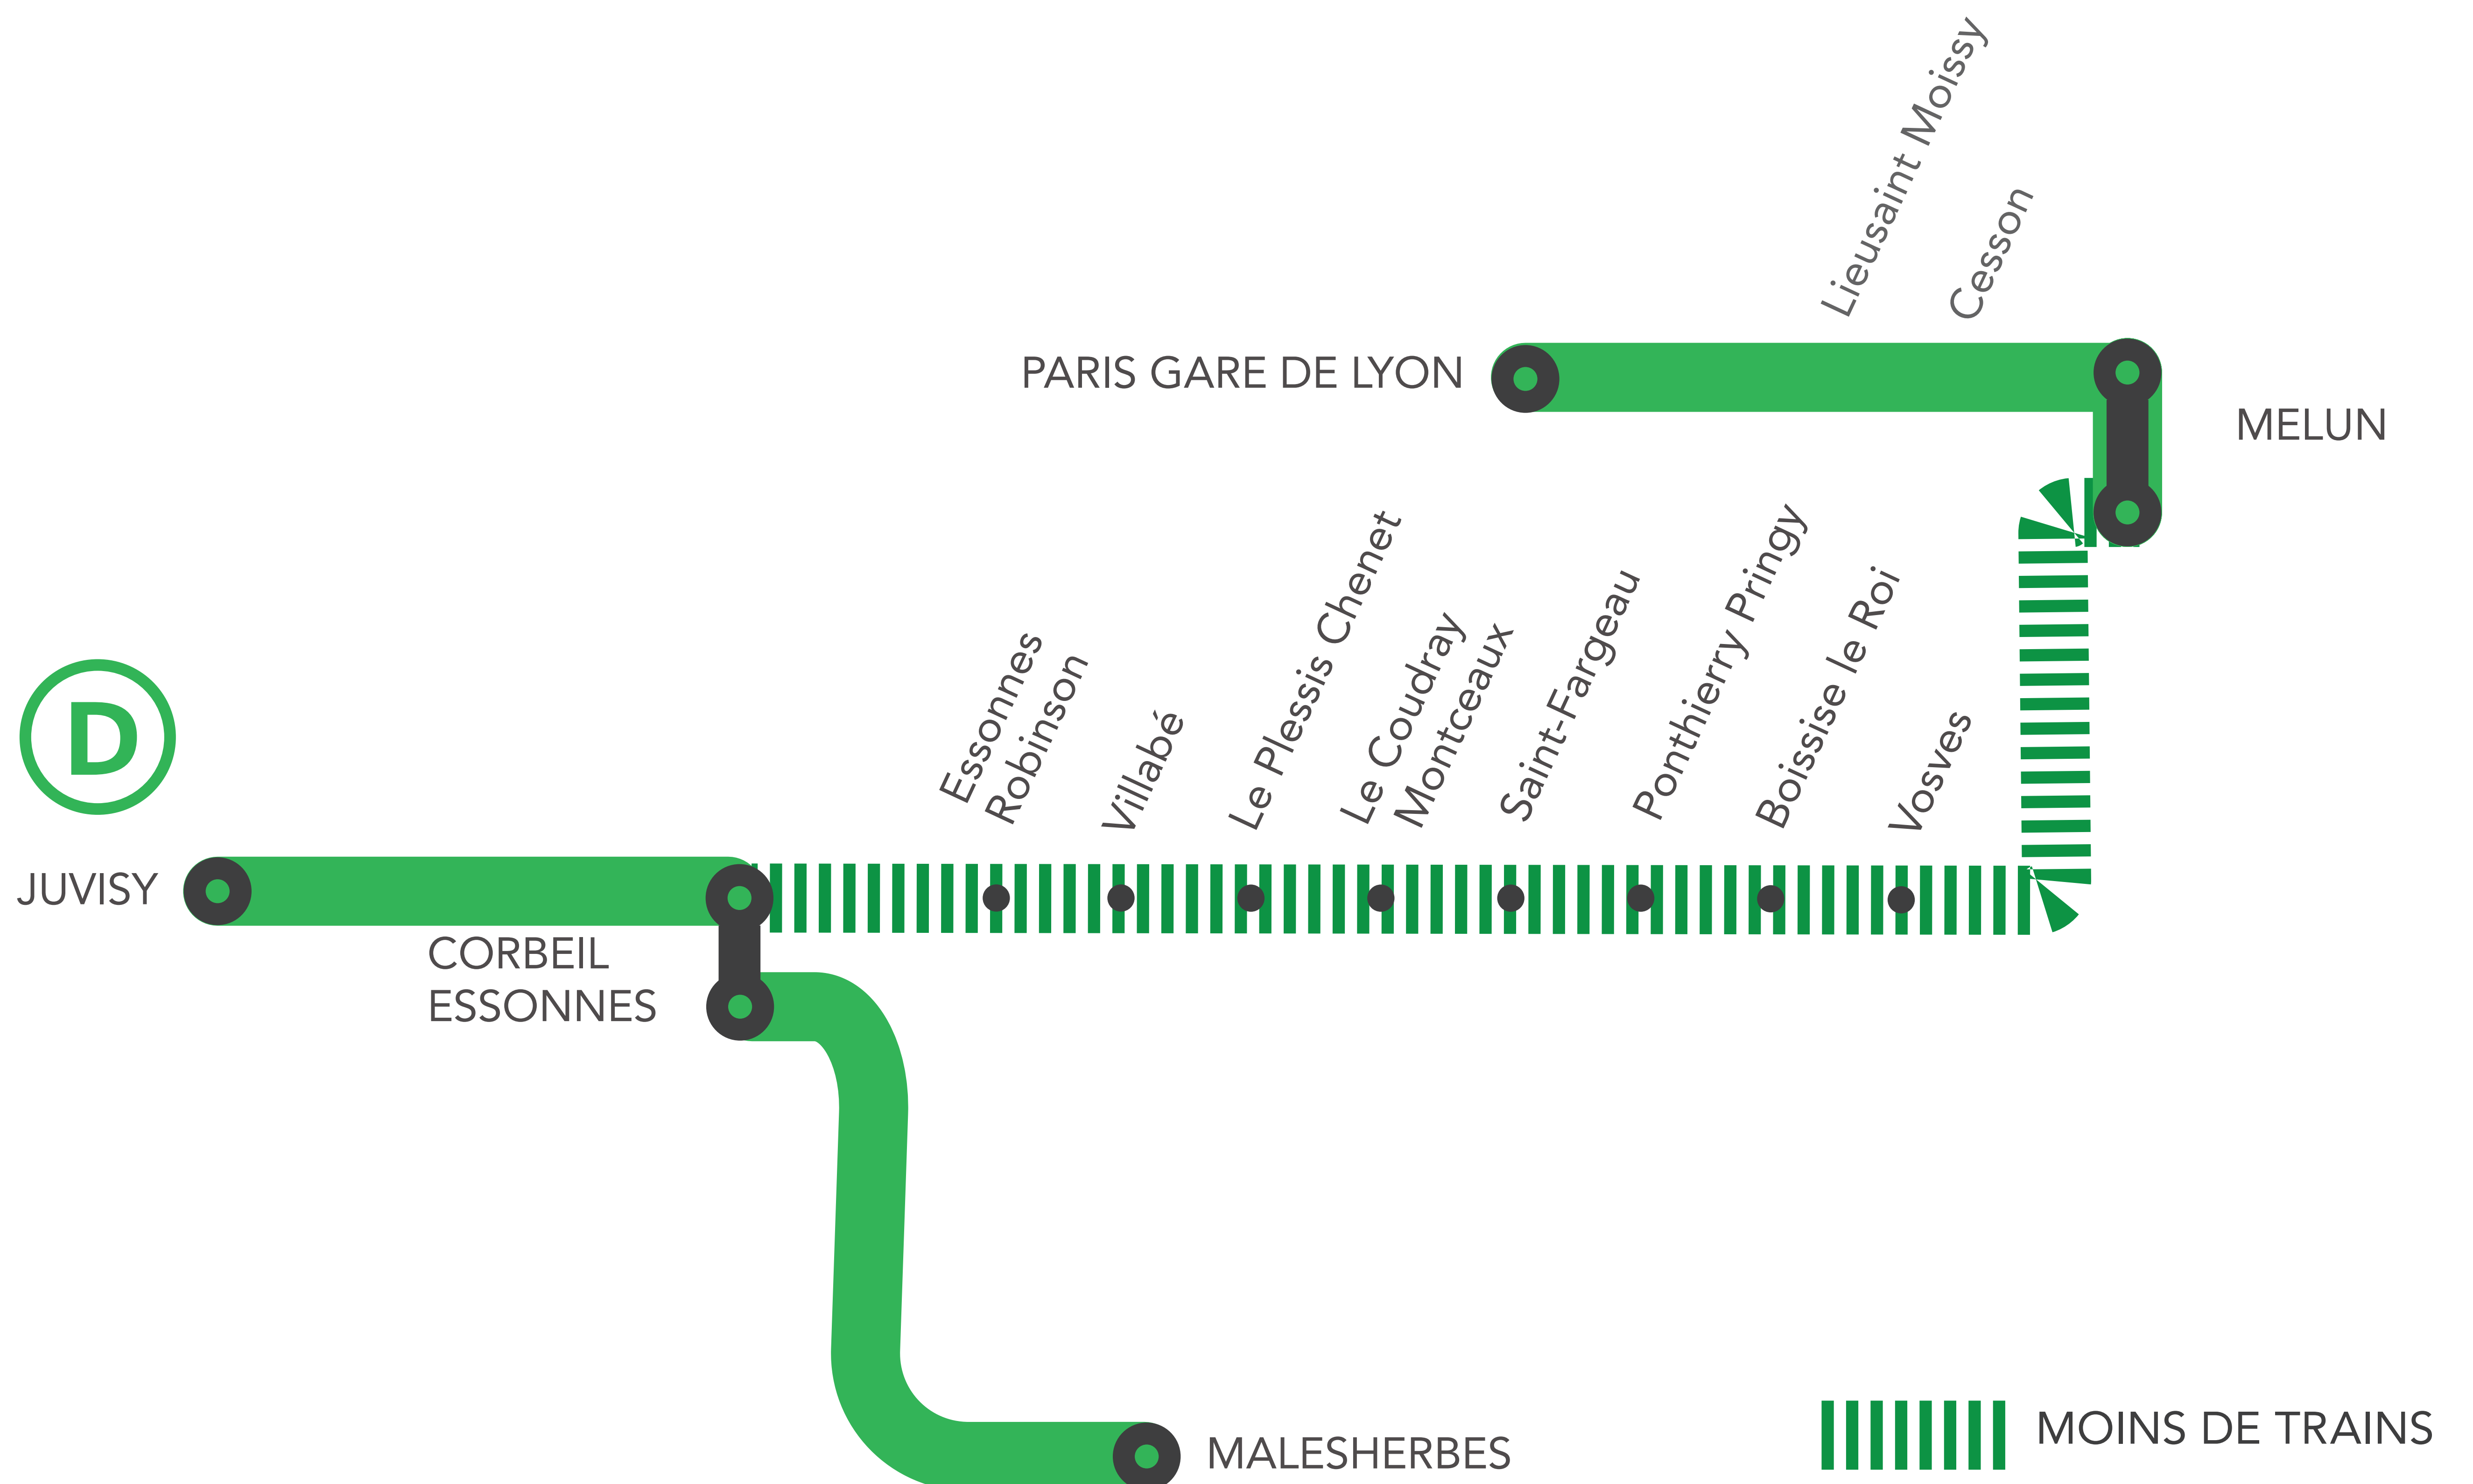 Lieusaint Moissy
Cesson
PARIS GARE DE LYON
MELUN
Essonnes
Robinson
Villabé
Le Plessis Chenet
Le Coudray
Montceaux
Saint-Fargeau
Ponthierry Pringy
Boissise le Roi
Vosves
D
JUVISY
CORBEIL
ESSONNES
MALESHERBES
MOINS DE TRAINS